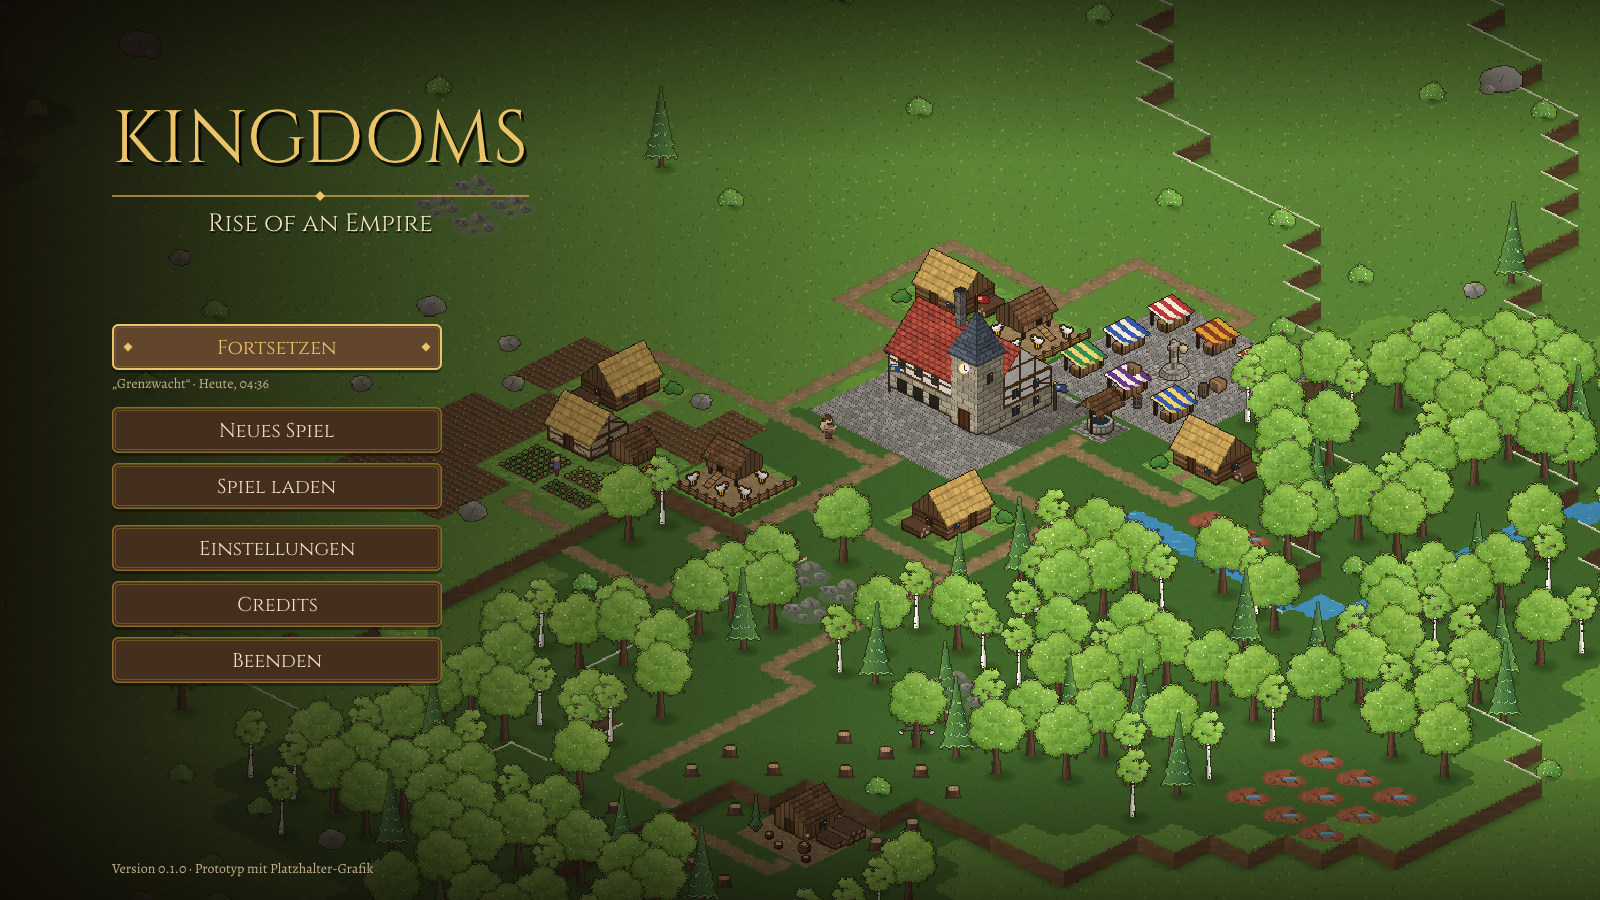 KINGDOMS
Rise of an Empire
Fortsetzen
„Grenzwacht“ · Heute, 04:36
Neues Spiel
Spiel laden
Einstellungen
Credits
Beenden
Version 0.1.0 · Prototyp mit Platzhalter-Grafik